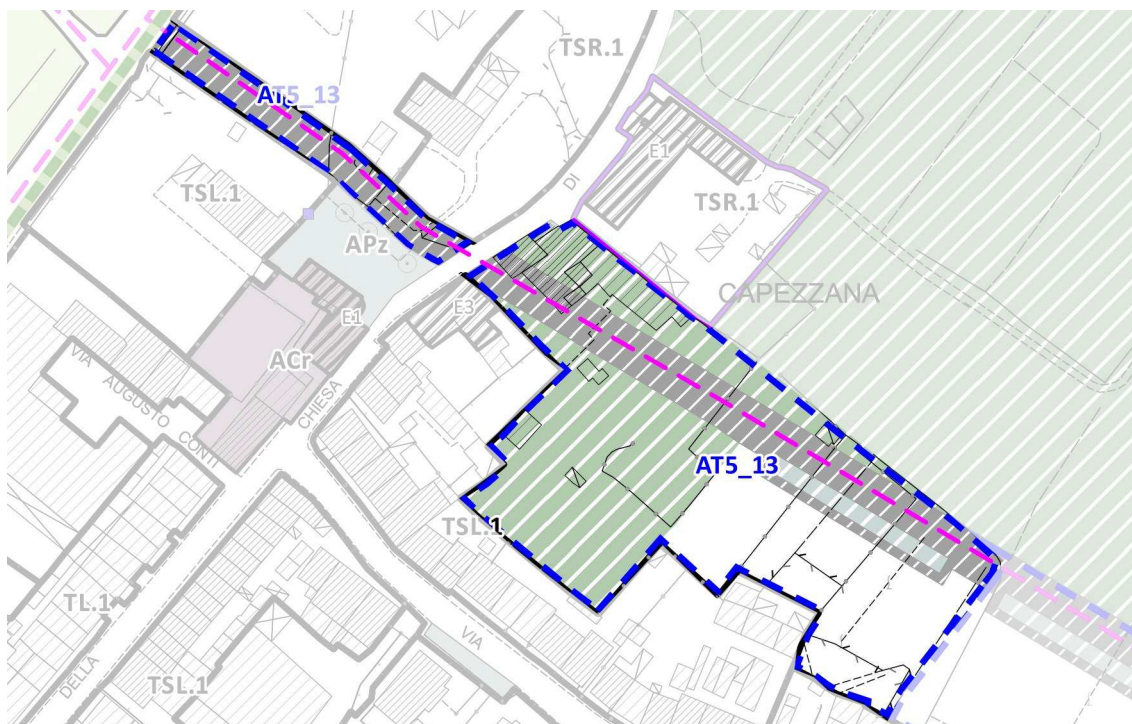 TSR.1
AT5_13
E1
DI
TSL.1
TSR.1
APz
CAPEZZANA
E1
E3
ACr
VIA AUGUSTO CONTI
CHIESA
AT5_13
TSL.1
TL.1
VIA
DELLA
TSL.1